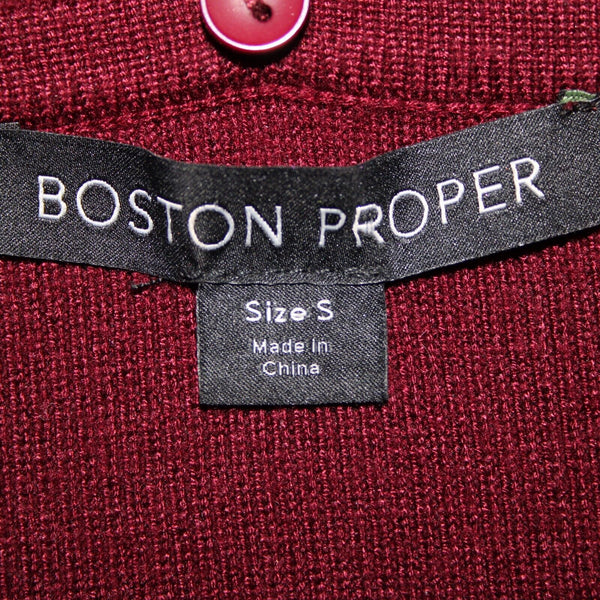 BOSTON PROPER
Size S
Made in
China